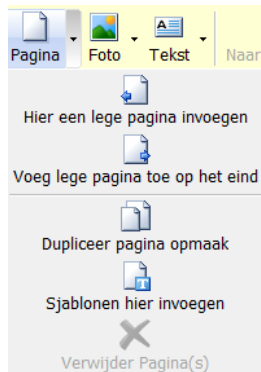 Pagina Foto Tekst Naar
Hier een lege pagina invoegen
Voeg lege pagina toe op het eind
Dupliceer pagina opmaak
Sjablonen hier invoegen
Verwijder Pagina(s)